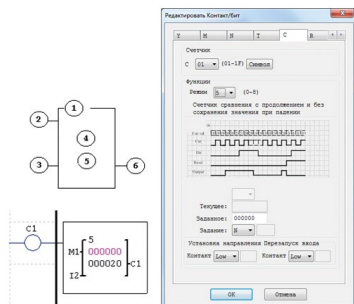 Редактировать Контакт/бит
Y M N T C R
Счетчик
C 01 (01-1F) Символ
Функции
Режим 5 (0-8)
Счетчик сравнения с продолжением и без
сохранения значения при падении
Текущее:
Заданное: 000000
Задание: N
Установка направления Перезапуск входа
Контакт Low Контакт Low
OK Отмена
1
2
4
3
5
6
C1
5
M1
000000
000020
C1
I2